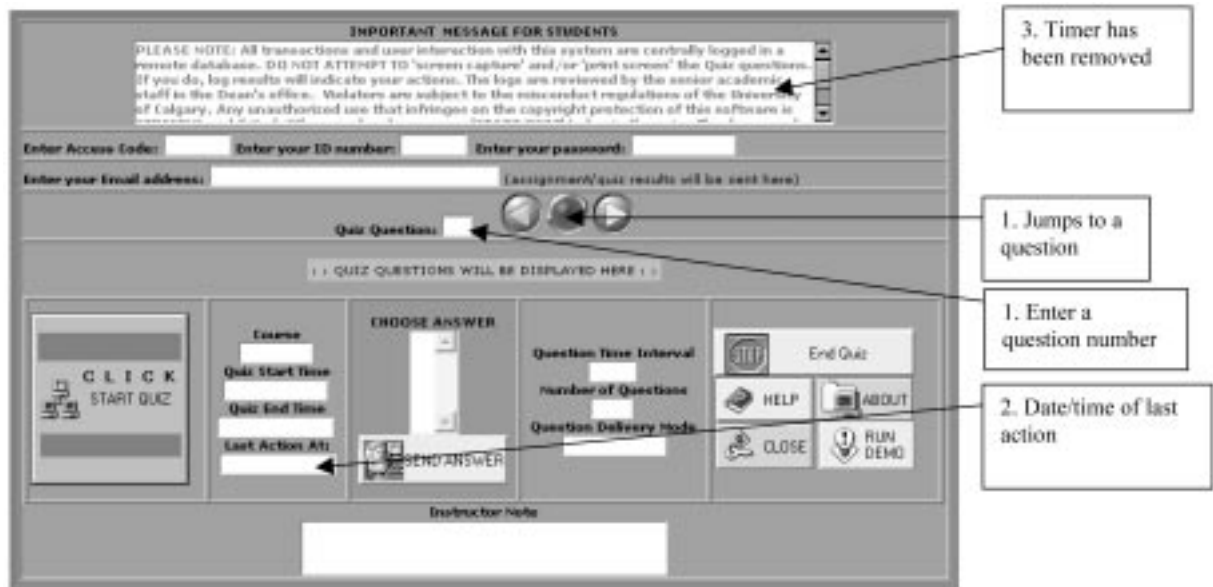 IMPORTANT MESSAGE FOR STUDENTS
PLEASE NOTE: All transactions and user interaction with this system are centrally logged in a
remote database. DO NOT ATTEMPT TO 'screen capture' and/or 'print screen' the Quiz questions.
If you do, log results will indicate your actions. The logs are reviewed by the senior academic
staff in the Dean's office. Violators are subject to the misconduct regulations of the University
of Calgary. Any unauthorized use that infringes on the copyright protection of this software is
3. Timer has
been removed
Enter Access Code:
Enter your ID number:
Enter your password:
Enter your Email address:
(assignment/quiz results will be sent here)
Quiz Question:
1. Jumps to a
question
: : QUIZ QUESTIONS WILL BE DISPLAYED HERE : :
1. Enter a
question number
CLICK
START QUIZ
Course
Quiz Start Time
Quiz End Time
Last Action At:
CHOOSE ANSWER
SEND ANSWER
Question Time Interval
Number of Questions
Question Delivery Mode
STOP
End Quiz
HELP
ABOUT
CLOSE
RUN
DEMO
2. Date/time of last
action
Instructor Note